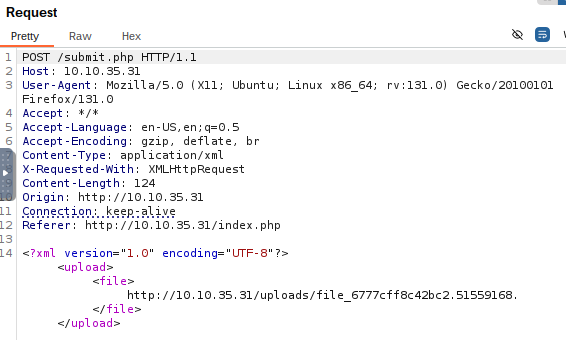 Request
Pretty Raw Hex
1 POST /submit.php HTTP/1.1
2 Host: 10.10.35.31
3 User-Agent: Mozilla/5.0 (X11; Ubuntu; Linux x86_64; rv:131.0) Gecko/20100101
Firefox/131.0
4 Accept: */*
5 Accept-Language: en-US,en;q=0.5
6 Accept-Encoding: gzip, deflate, br
7 Content-Type: application/xml
8 X-Requested-With: XMLHttpRequest
9 Content-Length: 124
10 Origin: http://10.10.35.31
11 Connection: keep-alive
12 Referer: http://10.10.35.31/index.php
13
14 <?xml version="1.0" encoding="UTF-8"?>
<upload>
<file>
http://10.10.35.31/uploads/file_6777cff8c42bc2.51559168.
</file>
</upload>